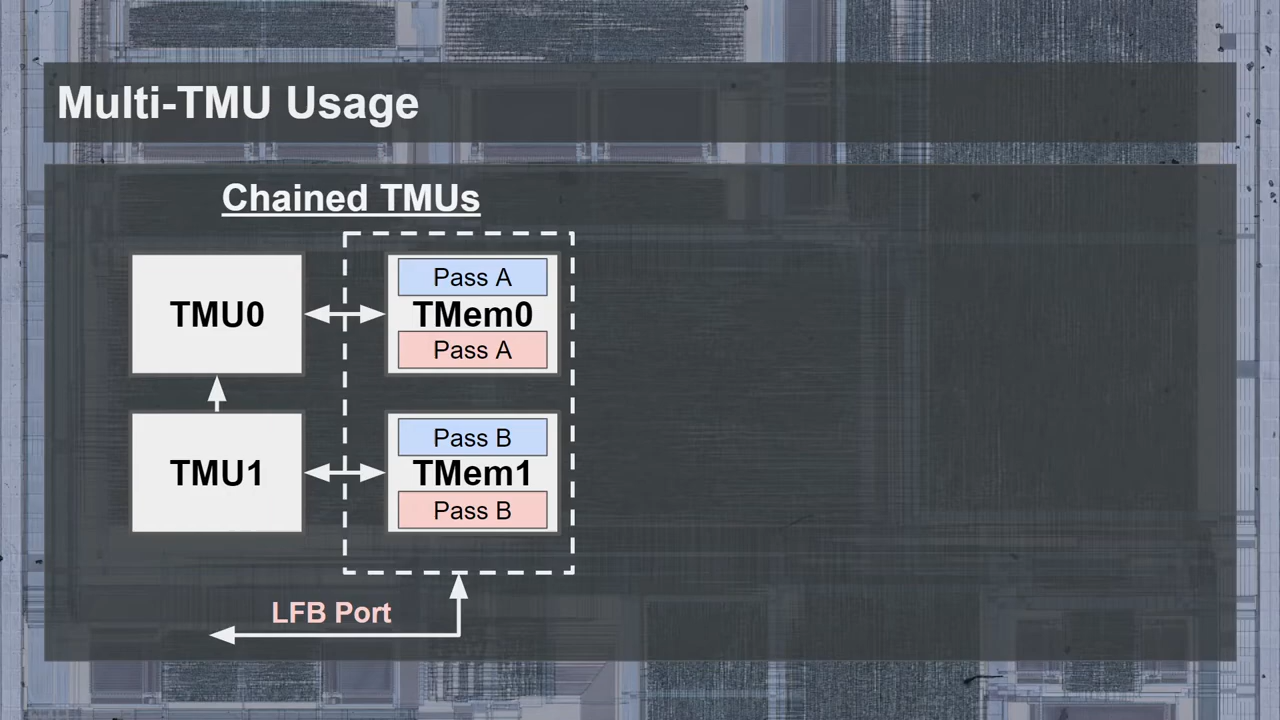 Multi-TMU Usage
Chained TMUs
TMU0
Pass A
TMem0
Pass A
TMU1
Pass B
TMem1
Pass B
LFB Port